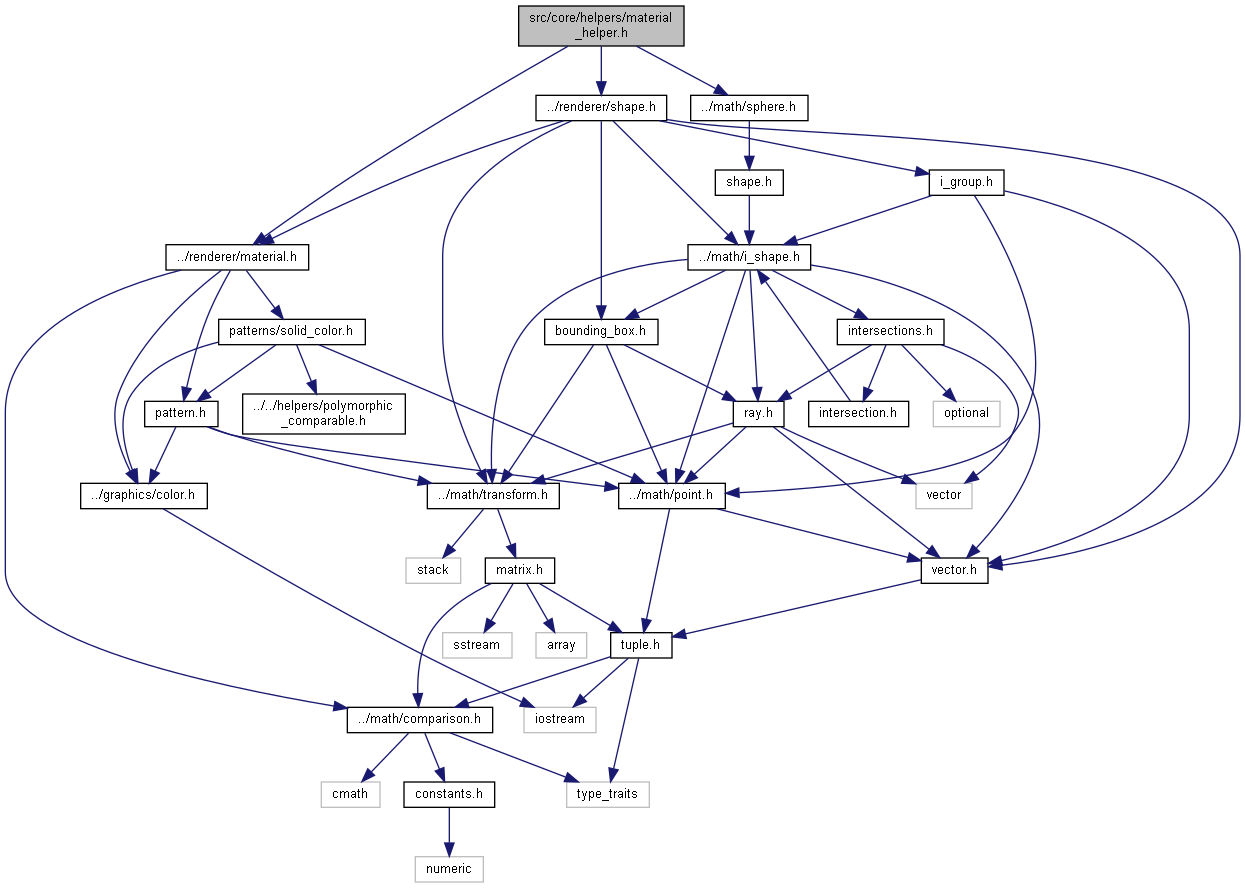 src/core/helpers/material
_helper.h
../renderer/shape.h
../math/sphere.h
shape.h
i_group.h
../renderer/material.h
../math/i_shape.h
patterns/solid_color.h
bounding_box.h
intersections.h
pattern.h
../../helpers/polymorphic
_comparable.h
ray.h
intersection.h
optional
../graphics/color.h
../math/transform.h
../math/point.h
vector
stack
matrix.h
vector.h
sstream
array
tuple.h
../math/comparison.h
iostream
cmath
constants.h
type_traits
numeric